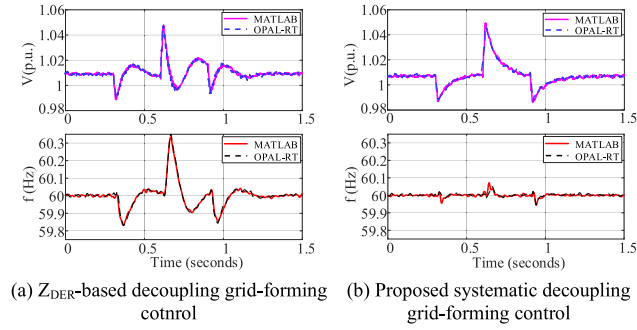 1.06
1.04
1.02
1
0.98
V(p.u.)
MATLAB
OPAL-RT
0 0.5 1 1.5
1.06
1.04
1.02
1
0.98
V(p.u.)
MATLAB
OPAL-RT
0 0.5 1 1.5
60.3
60.2
60.1
60
59.9
59.8
f (Hz)
MATLAB
OPAL-RT
0 0.5 1 1.5
Time (seconds)
60.3
60.2
60.1
60
59.9
59.8
f (Hz)
MATLAB
OPAL-RT
0 0.5 1 1.5
Time (seconds)
(a) ZDER-based decoupling grid-forming
cotnrol
(b) Proposed systematic decoupling
grid-forming control